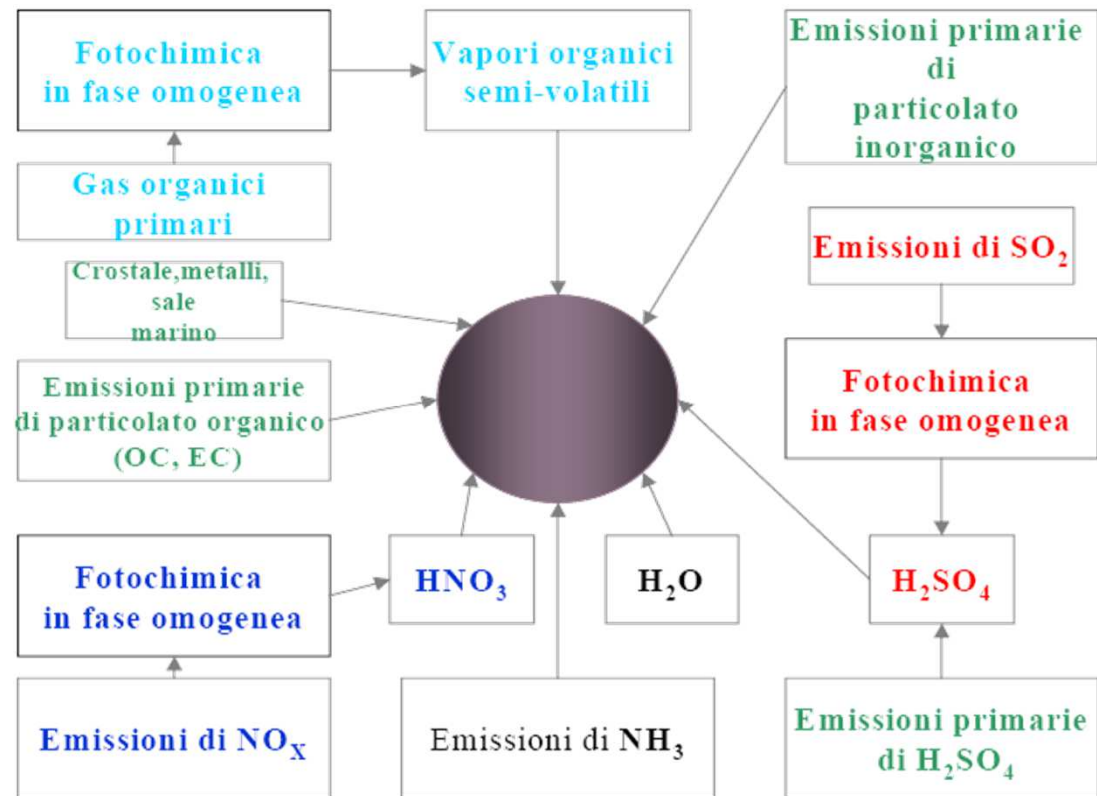 Fotochimica
in fase omogenea
Vapori organici
semi-volatili
Emissioni primarie
di
particolato
inorganico
Gas organici
primari
Emissioni di SO₂
Crostale,metalli,
sale
marino
Emissioni primarie
di particolato organico
(OC, EC)
Fotochimica
in fase omogenea
Fotochimica
in fase omogenea
HNO₃
H₂O
H₂SO₄
Emissioni di NOX
Emissioni di NH₃
Emissioni primarie
di H₂SO₄